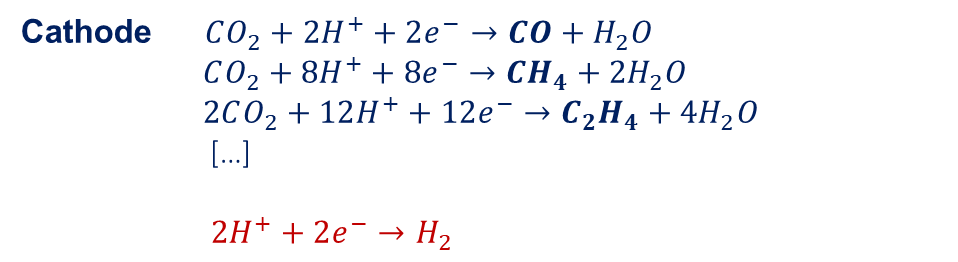 Cathode CO₂ + 2H⁺ + 2e⁻ → CO + H₂O
CO₂ + 8H⁺ + 8e⁻ → CH₄ + 2H₂O
2CO₂ + 12H⁺ + 12e⁻ → C₂H₄ + 4H₂O
[...]
2H⁺ + 2e⁻ → H₂